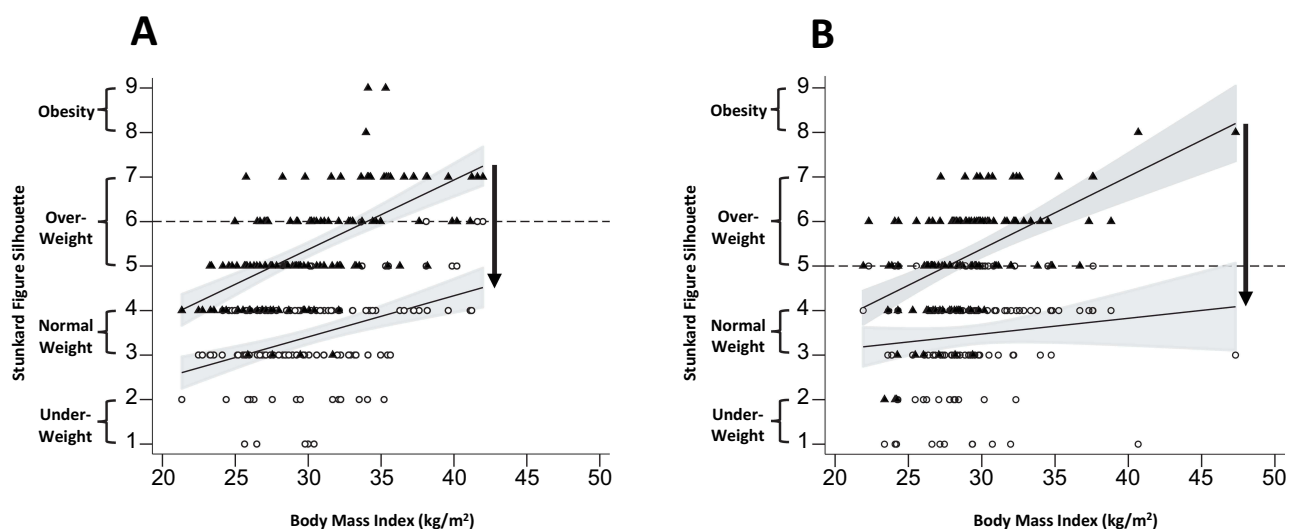 A
Stunkard Figure Silhouette
Obesity
Over-
Weight
Normal
Weight
Under-
Weight
9
8
7
6
5
4
3
2
1
20 25 30 35 40 45 50
Body Mass Index (kg/m²)
B
Stunkard Figure Silhouette
Obesity
Over-
Weight
Normal
Weight
Under-
Weight
9
8
7
6
5
4
3
2
1
20 25 30 35 40 45 50
Body Mass Index (kg/m²)